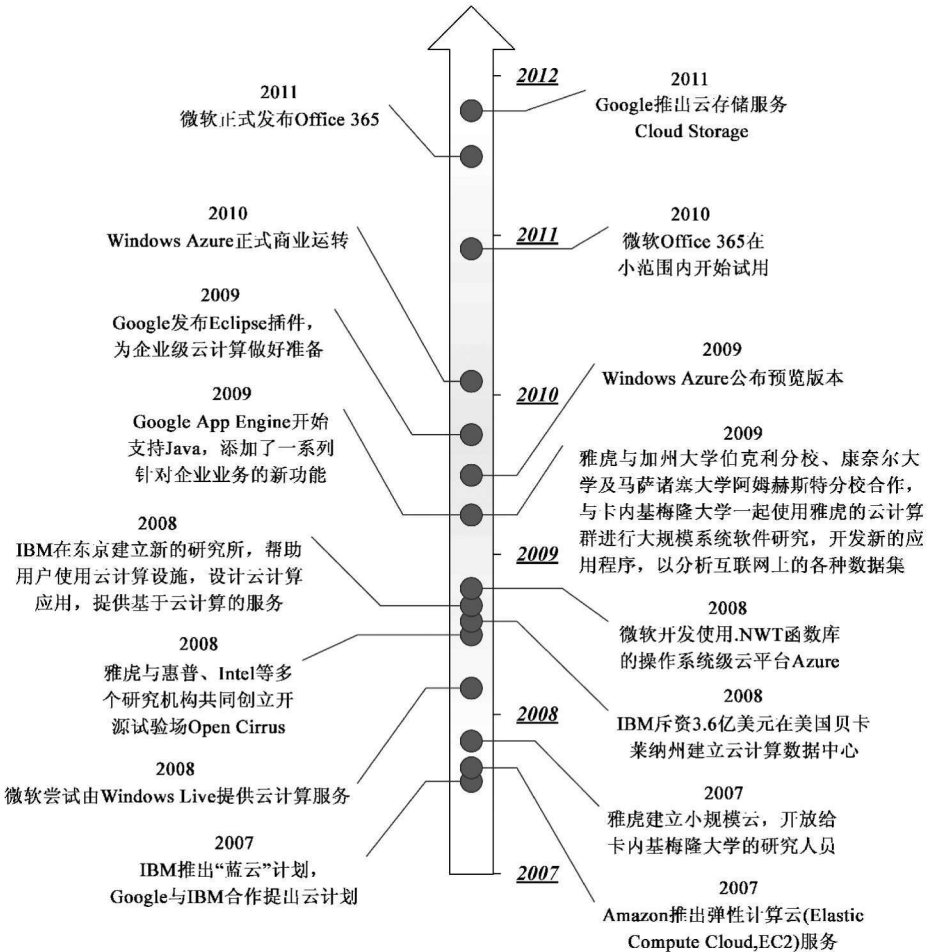 2012
2011
微软正式发布Office 365
2011
Google推出云存储服务
Cloud Storage
2010
Windows Azure正式商业运转
2011
2010
微软Office 365在
小范围内开始试用
2009
Google发布Eclipse插件，
为企业级云计算做好准备
2009
Windows Azure公布预览版本
2010
2009
Google App Engine开始
支持Java，添加了一系列
针对企业业务的新功能
2009
雅虎与加州大学伯克利分校、康奈尔大
学及马萨诸塞大学阿姆赫斯特分校合作，
与卡内基梅隆大学一起使用雅虎的云计算
群进行大规模系统软件研究，开发新的应
用程序，以分析互联网上的各种数据集
2008
IBM在东京建立新的研究所，帮助
用户使用云计算设施，设计云计算
应用，提供基于云计算的服务
2009
2008
微软开发使用.NWT函数库
的操作系统级云平台Azure
2008
雅虎与惠普、Intel等多
个研究机构共同创立开
源试验场Open Cirrus
2008
IBM斥资3.6亿美元在美国贝卡
莱纳州建立云计算数据中心
2008
2008
微软尝试由Windows Live提供云计算服务
2007
雅虎建立小规模云，开放给
卡内基梅隆大学的研究人员
2007
IBM推出“蓝云”计划，
Google与IBM合作提出云计划
2007
2007
Amazon推出弹性计算云(Elastic
Compute Cloud,EC2)服务